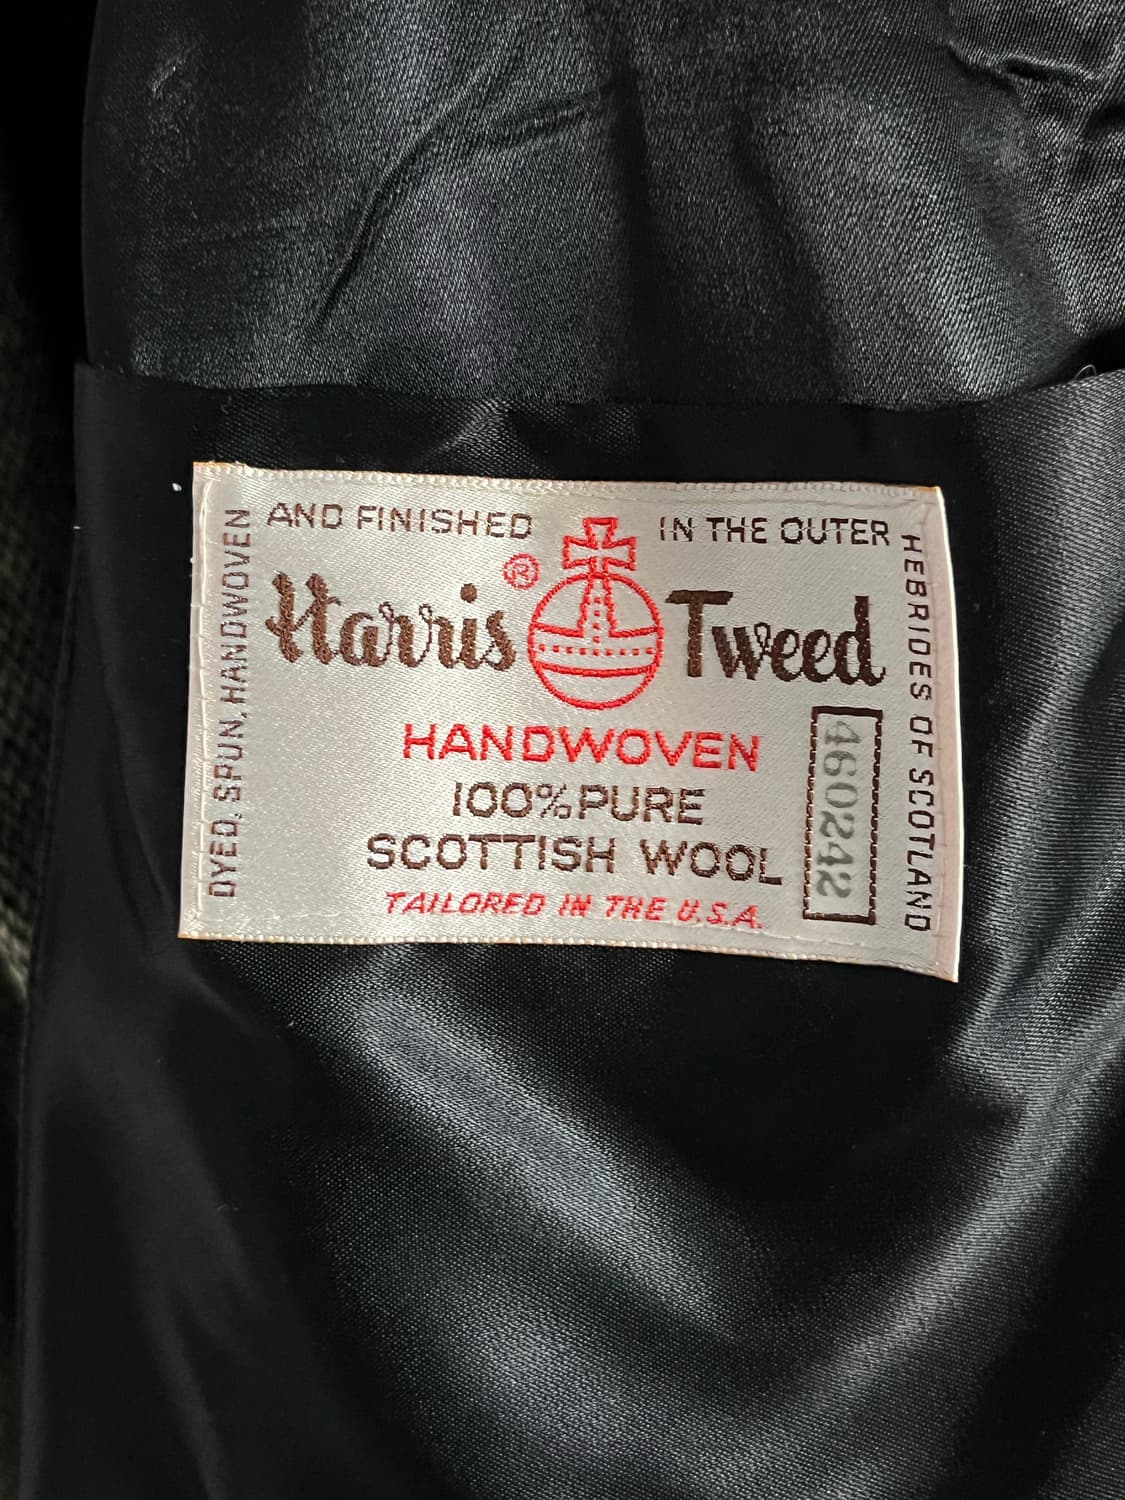 DYED, SPUN, HANDWOVEN
AND FINISHED
IN THE OUTER
HEBRIDES OF SCOTLAND
Harris ® Tweed
HANDWOVEN
100% PURE
SCOTTISH WOOL
TAILORED IN THE U.S.A.
460242